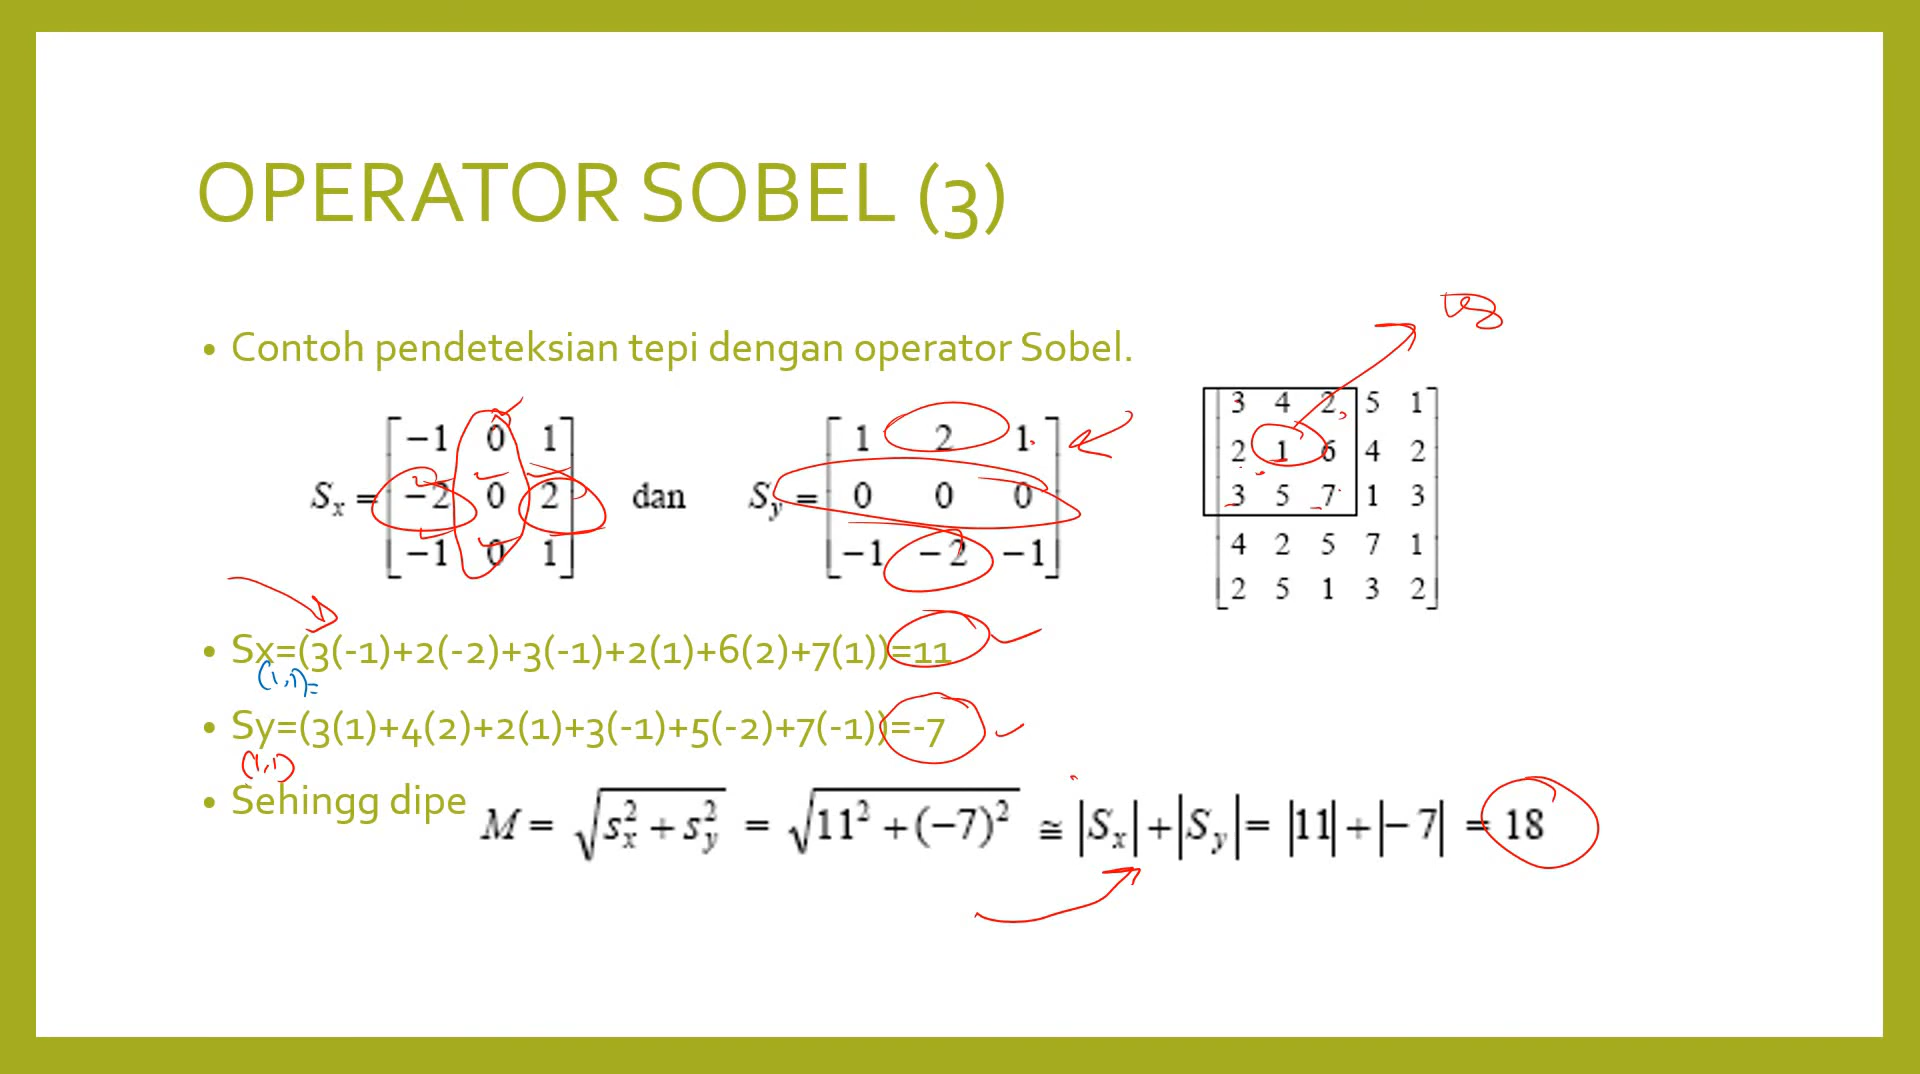 OPERATOR SOBEL (3)
• Contoh pendeteksian tepi dengan operator Sobel.
Sx = [−1 0 1
−2 0 2
−1 0 1]
dan
Sy = [1 2 1
0 0 0
−1 −2 −1]
[3 4 2 5 1
2 1 6 4 2
3 5 7 1 3
4 2 5 7 1
2 5 1 3 2]
• Sx=(3(-1)+2(-2)+3(-1)+2(1)+6(2)+7(1))=11
(1,1)=
• Sy=(3(1)+4(2)+2(1)+3(-1)+5(-2)+7(-1))=-7
(1,1)
• Sehingg dipe M = √(sx² + sy²) = √(11² + (−7)²) ≅ |Sx| + |Sy| = |11| + |−7| = 18